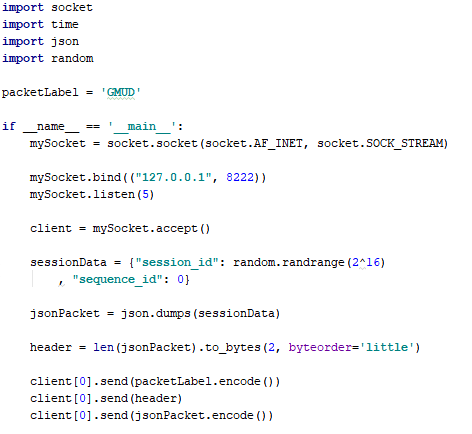 import socket
import time
import json
import random
packetLabel = 'GMUD'
if __name__ == '__main__':
mySocket = socket.socket(socket.AF_INET, socket.SOCK_STREAM)
mySocket.bind(("127.0.0.1", 8222))
mySocket.listen(5)
client = mySocket.accept()
sessionData = {"session_id": random.randrange(2^16)
, "sequence_id": 0}
jsonPacket = json.dumps(sessionData)
header = len(jsonPacket).to_bytes(2, byteorder='little')
client[0].send(packetLabel.encode())
client[0].send(header)
client[0].send(jsonPacket.encode())